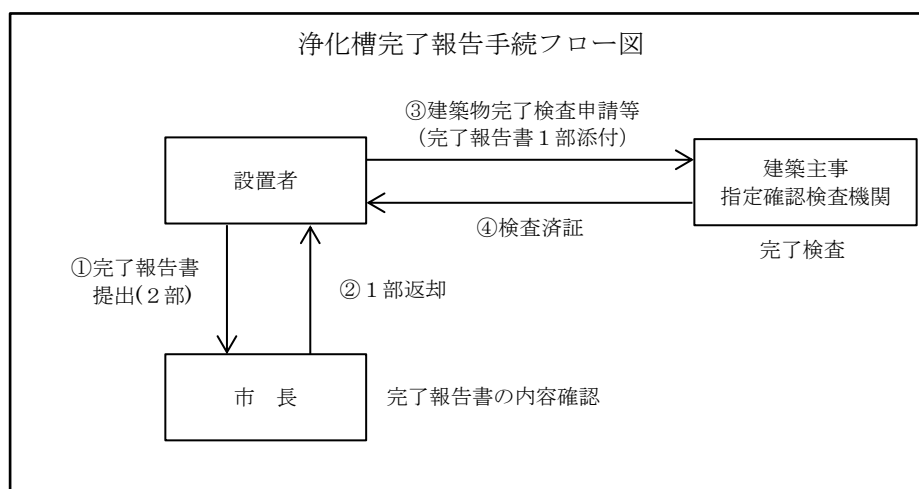 浄化槽完了報告手続フロー図
③建築物完了検査申請等
（完了報告書１部添付）
設置者
建築主事
指定確認検査機関
④検査済証
完了検査
①完了報告書
提出(２部)
②１部返却
市　長
完了報告書の内容確認